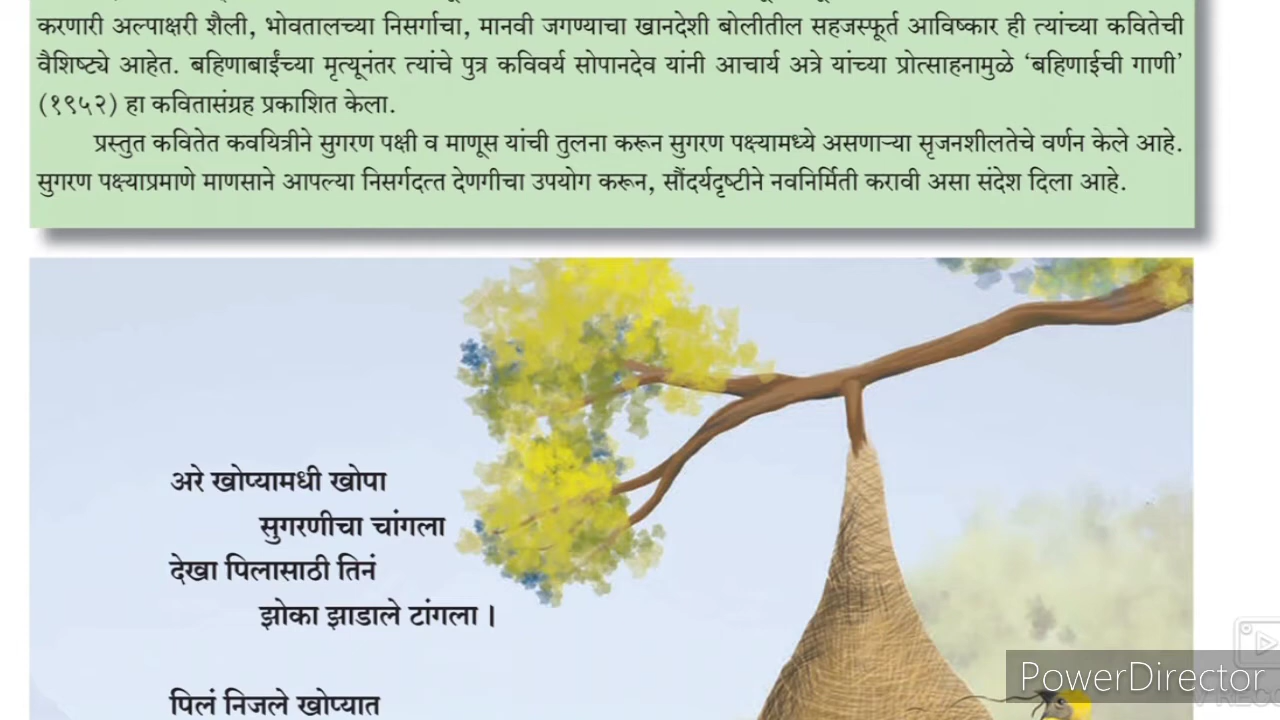 करणारी अल्पाक्षरी शैली, भोवतालच्या निसर्गाचा, मानवी जगण्याचा खानदेशी बोलीतील सहजस्फूर्त आविष्कार ही त्यांच्या कवितेची
वैशिष्ट्ये आहेत. बहिणाबाईंच्या मृत्यूनंतर त्यांचे पुत्र कविवर्य सोपानदेव यांनी आचार्य अत्रे यांच्या प्रोत्साहनामुळे ‘बहिणाईची गाणी’
(१९५२) हा कवितासंग्रह प्रकाशित केला.
प्रस्तुत कवितेत कवयित्रीने सुगरण पक्षी व माणूस यांची तुलना करून सुगरण पक्ष्यामध्ये असणाऱ्या सृजनशीलतेचे वर्णन केले आहे.
सुगरण पक्ष्याप्रमाणे माणसाने आपल्या निसर्गदत्त देणगीचा उपयोग करून, सौंदर्यदृष्टीने नवनिर्मिती करावी असा संदेश दिला आहे.
अरे खोप्यामधी खोपा
सुगरणीचा चांगला
देखा पिलासाठी तिनं
झोका झाडाले टांगला ।
पिलं निजले खोप्यात
PowerDirector